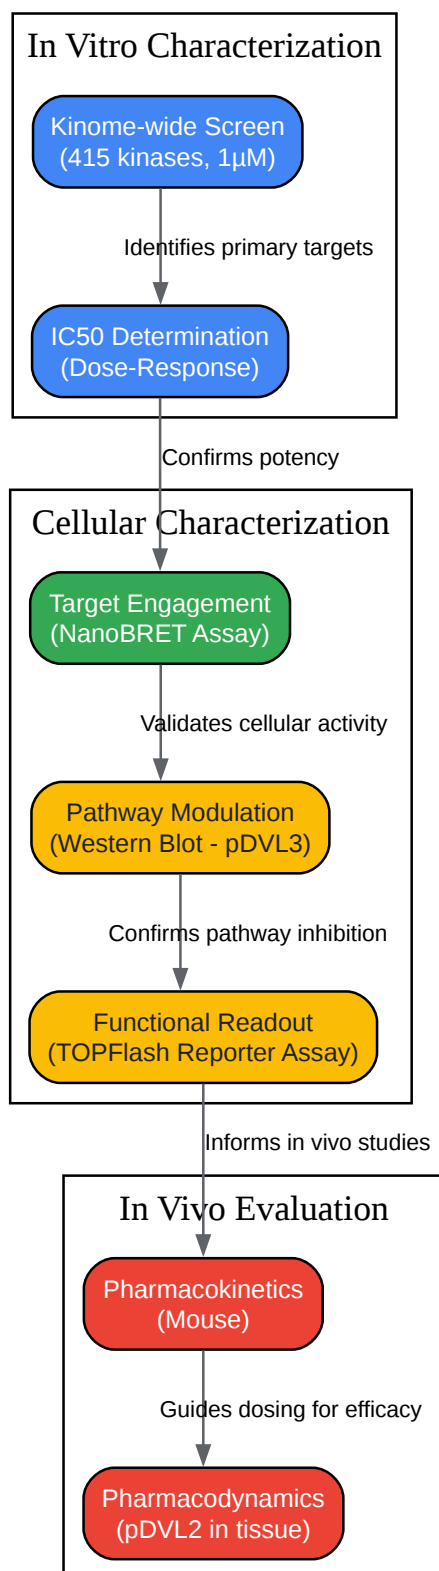 In Vitro Characterization
Kinome-wide Screen
(415 kinases, 1µM)
Identifies primary targets
IC50 Determination
(Dose-Response)
Confirms potency
Cellular Characterization
Target Engagement
(NanoBRET Assay)
Validates cellular activity
Pathway Modulation
(Western Blot - pDVL3)
Confirms pathway inhibition
Functional Readout
(TOPFlash Reporter Assay)
Informs in vivo studies
In Vivo Evaluation
Pharmacokinetics
(Mouse)
Guides dosing for efficacy
Pharmacodynamics
(pDVL2 in tissue)